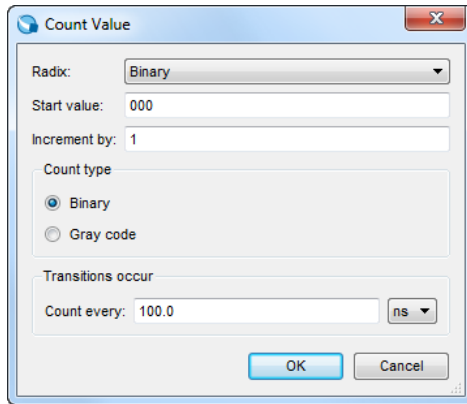 Count Value
Radix: Binary
Start value: 000
Increment by: 1
Count type
Binary
Gray code
Transitions occur
Count every: 100.0 ns
OK Cancel